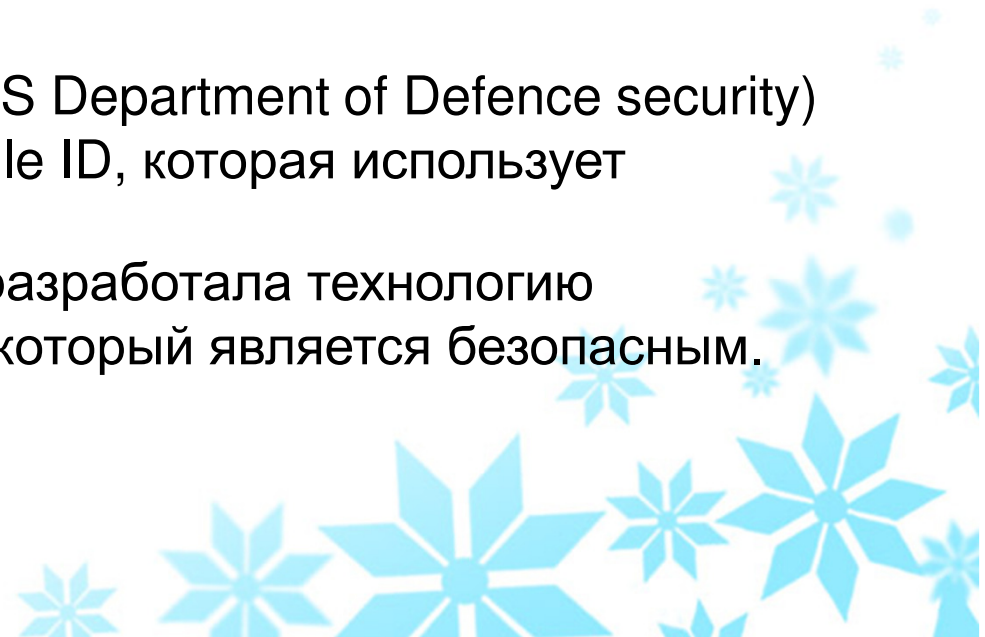 S Department of Defence security)
le ID, которая использует
разработала технологию
который является безопасным.